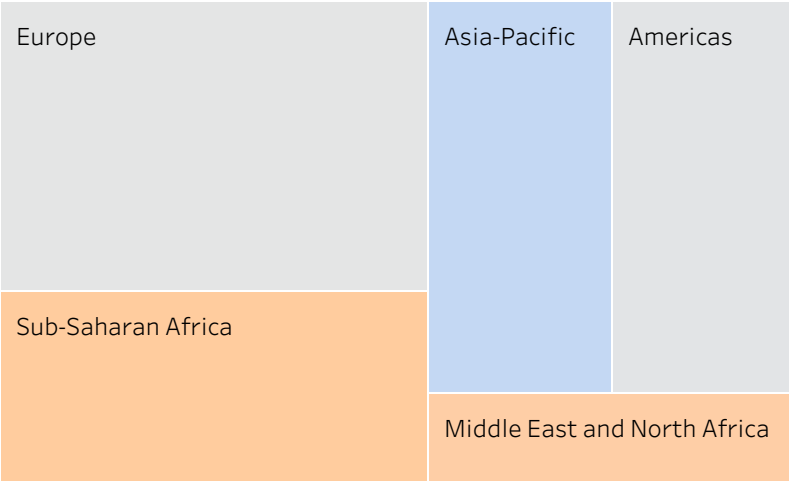 Europe
Asia-Pacific
Americas
Sub-Saharan Africa
Middle East and North Africa